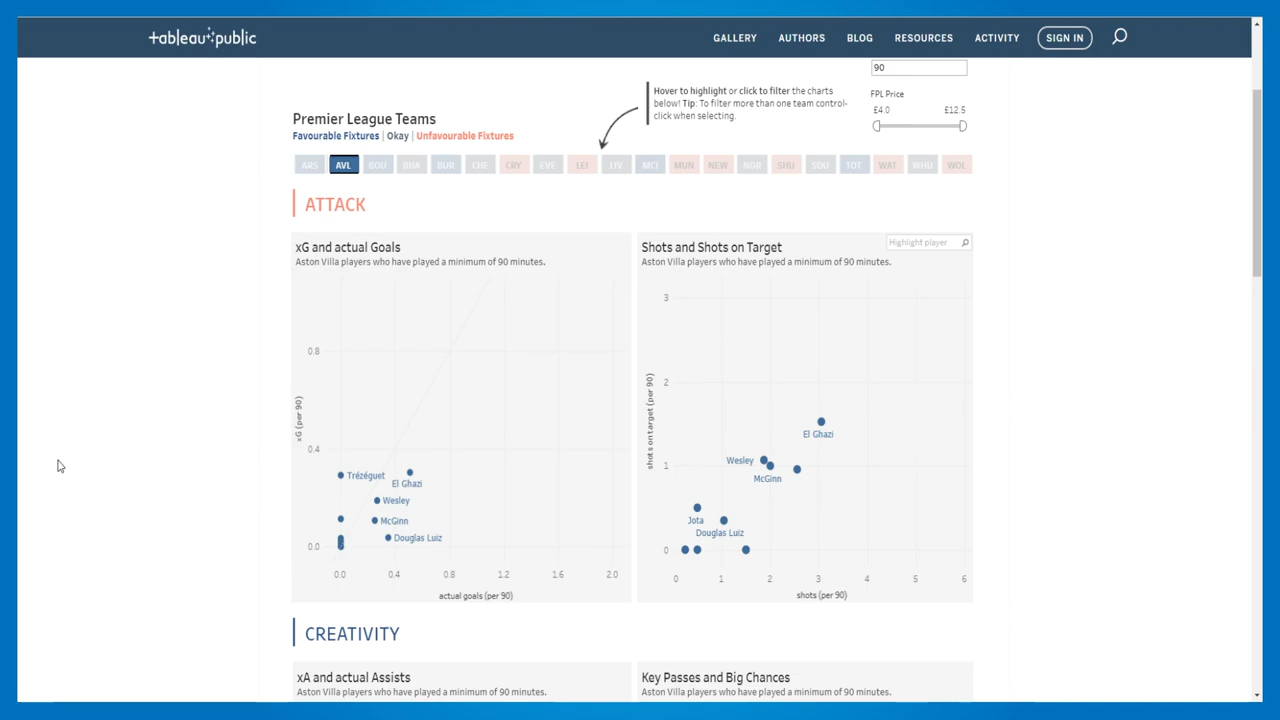 tableau public
GALLERY AUTHORS BLOG RESOURCES ACTIVITY SIGN IN
90
Hover to highlight or click to filter the charts
below! Tip: To filter more than one team control-
click when selecting.
FPL Price
£4.0 £12.5
Premier League Teams
Favourable Fixtures | Okay | Unfavourable Fixtures
ARS AVL BOU BHA BUR CHE CRY EVE LEI LIV MCI MUN NEW NOR SHU SOU TOT WAT WHU WOL
ATTACK
xG and actual Goals
Aston Villa players who have played a minimum of 90 minutes.
0.8
0.4
0.0
xG (per 90)
Trézéguet
El Ghazi
Wesley
McGinn
Douglas Luiz
0.0 0.4 0.8 1.2 1.6 2.0
actual goals (per 90)
Shots and Shots on Target
Highlight player
Aston Villa players who have played a minimum of 90 minutes.
3
2
1
0
shots on target (per 90)
El Ghazi
Wesley
McGinn
Jota
Douglas Luiz
0 1 2 3 4 5 6
shots (per 90)
CREATIVITY
xA and actual Assists
Aston Villa players who have played a minimum of 90 minutes.
Key Passes and Big Chances
Aston Villa players who have played a minimum of 90 minutes.